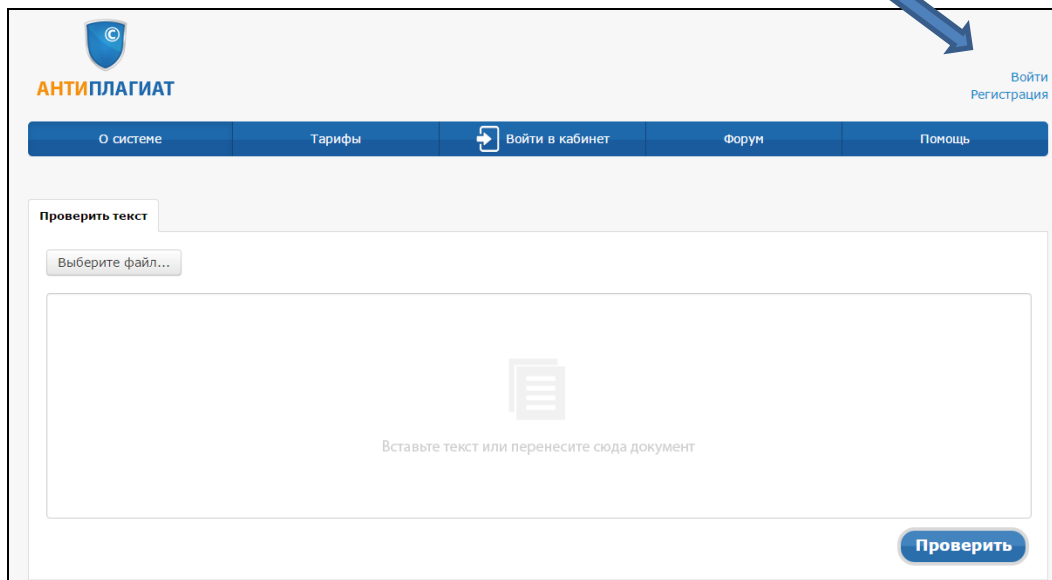 ©
АНТИПЛАГИАТ
Войти
Регистрация
О системе Тарифы Войти в кабинет Форум Помощь
Проверить текст
Выберите файл...
Вставьте текст или перенесите сюда документ
Проверить